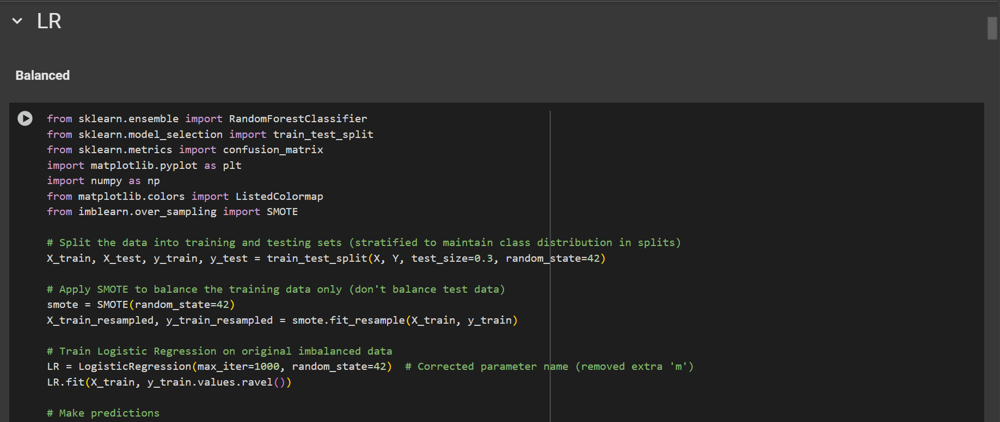 LR
Balanced
from sklearn.ensemble import RandomForestClassifier
from sklearn.model_selection import train_test_split
from sklearn.metrics import confusion_matrix
import matplotlib.pyplot as plt
import numpy as np
from matplotlib.colors import ListedColormap
from imblearn.over_sampling import SMOTE
# Split the data into training and testing sets (stratified to maintain class distribution in splits)
X_train, X_test, y_train, y_test = train_test_split(X, Y, test_size=0.3, random_state=42)
# Apply SMOTE to balance the training data only (don't balance test data)
smote = SMOTE(random_state=42)
X_train_resampled, y_train_resampled = smote.fit_resample(X_train, y_train)
# Train Logistic Regression on original imbalanced data
LR = LogisticRegression(max_iter=1000, random_state=42)  # Corrected parameter name (removed extra 'm')
LR.fit(X_train, y_train.values.ravel())
# Make predictions